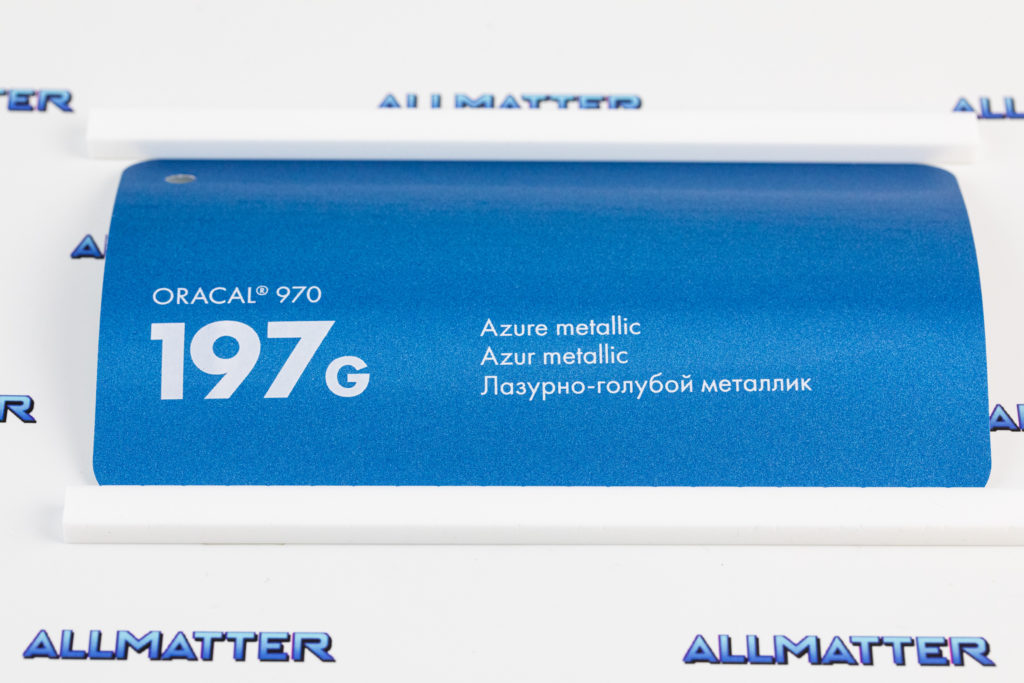 ALLMATTER
ORACAL® 970
197G
Azure metallic
Azur metallic
Лазурно-голубой металлик
ALLMATTER
ALLMATTER